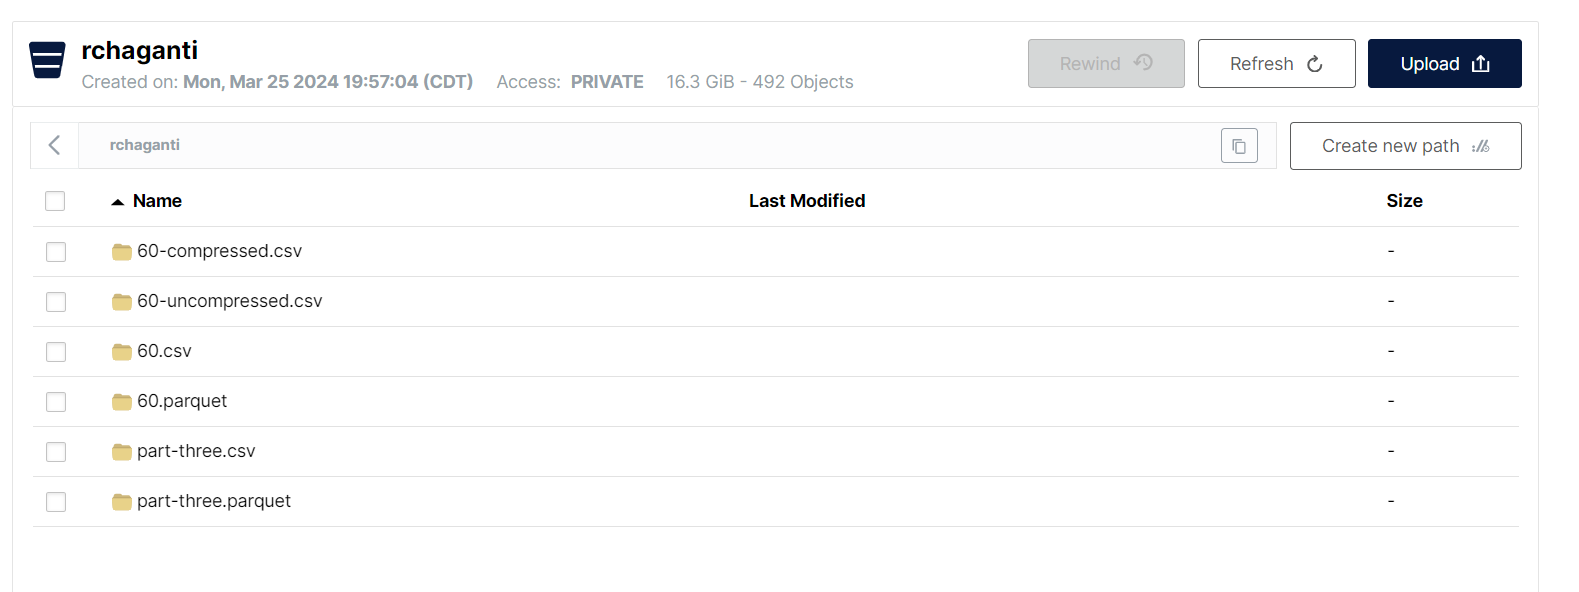 rchaganti
Created on: Mon, Mar 25 2024 19:57:04 (CDT) Access: PRIVATE 16.3 GiB - 492 Objects
Rewind Refresh Upload
rchaganti
Create new path
Name Last Modified Size
60-compressed.csv -
60-uncompressed.csv -
60.csv -
60.parquet -
part-three.csv -
part-three.parquet -